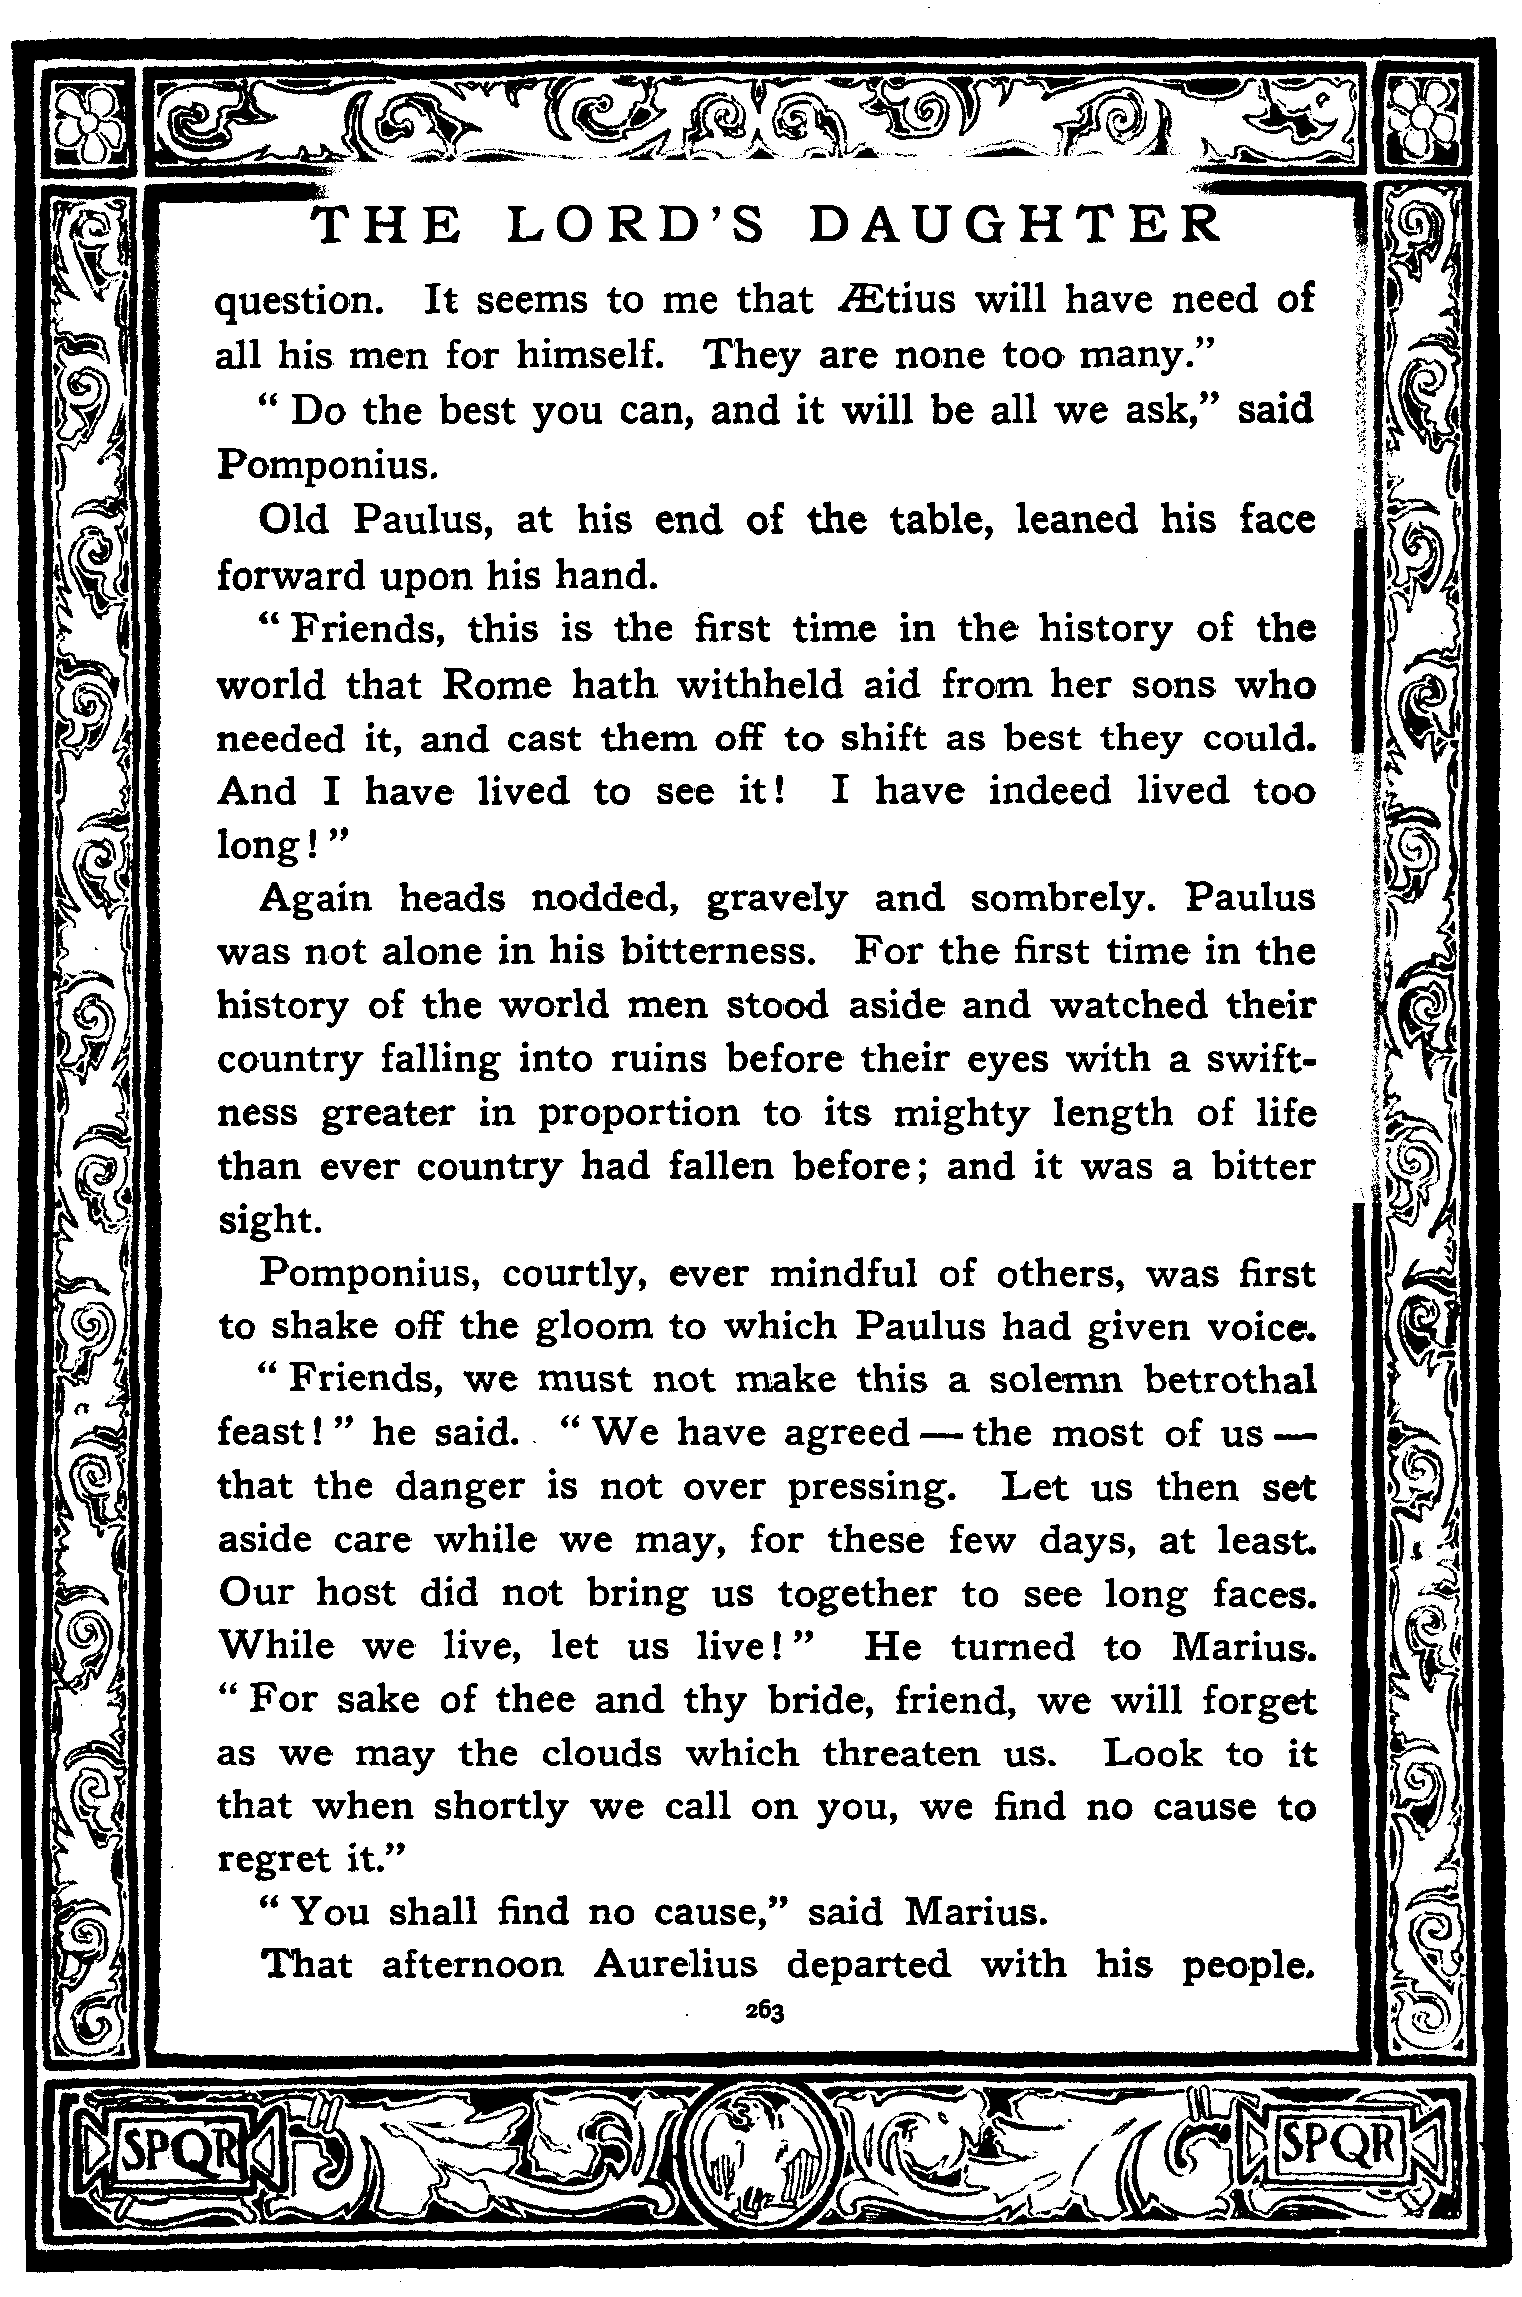 THE LORD'S DAUGHTER
question. It seems to me that Ætius will have need of
all his men for himself. They are none too many.”
“ Do the best you can, and it will be all we ask,” said
Pomponius.
Old Paulus, at his end of the table, leaned his face
forward upon his hand.
“ Friends, this is the first time in the history of the
world that Rome hath withheld aid from her sons who
needed it, and cast them off to shift as best they could.
And I have lived to see it! I have indeed lived too
long! ”
Again heads nodded, gravely and sombrely. Paulus
was not alone in his bitterness. For the first time in the
history of the world men stood aside and watched their
country falling into ruins before their eyes with a swift-
ness greater in proportion to its mighty length of life
than ever country had fallen before; and it was a bitter
sight.
Pomponius, courtly, ever mindful of others, was first
to shake off the gloom to which Paulus had given voice.
“ Friends, we must not make this a solemn betrothal
feast! ” he said. “ We have agreed — the most of us —
that the danger is not over pressing. Let us then set
aside care while we may, for these few days, at least.
Our host did not bring us together to see long faces.
While we live, let us live! ” He turned to Marius.
“ For sake of thee and thy bride, friend, we will forget
as we may the clouds which threaten us. Look to it
that when shortly we call on you, we find no cause to
regret it.”
“ You shall find no cause,” said Marius.
That afternoon Aurelius departed with his people.
263
SPQR SPQR